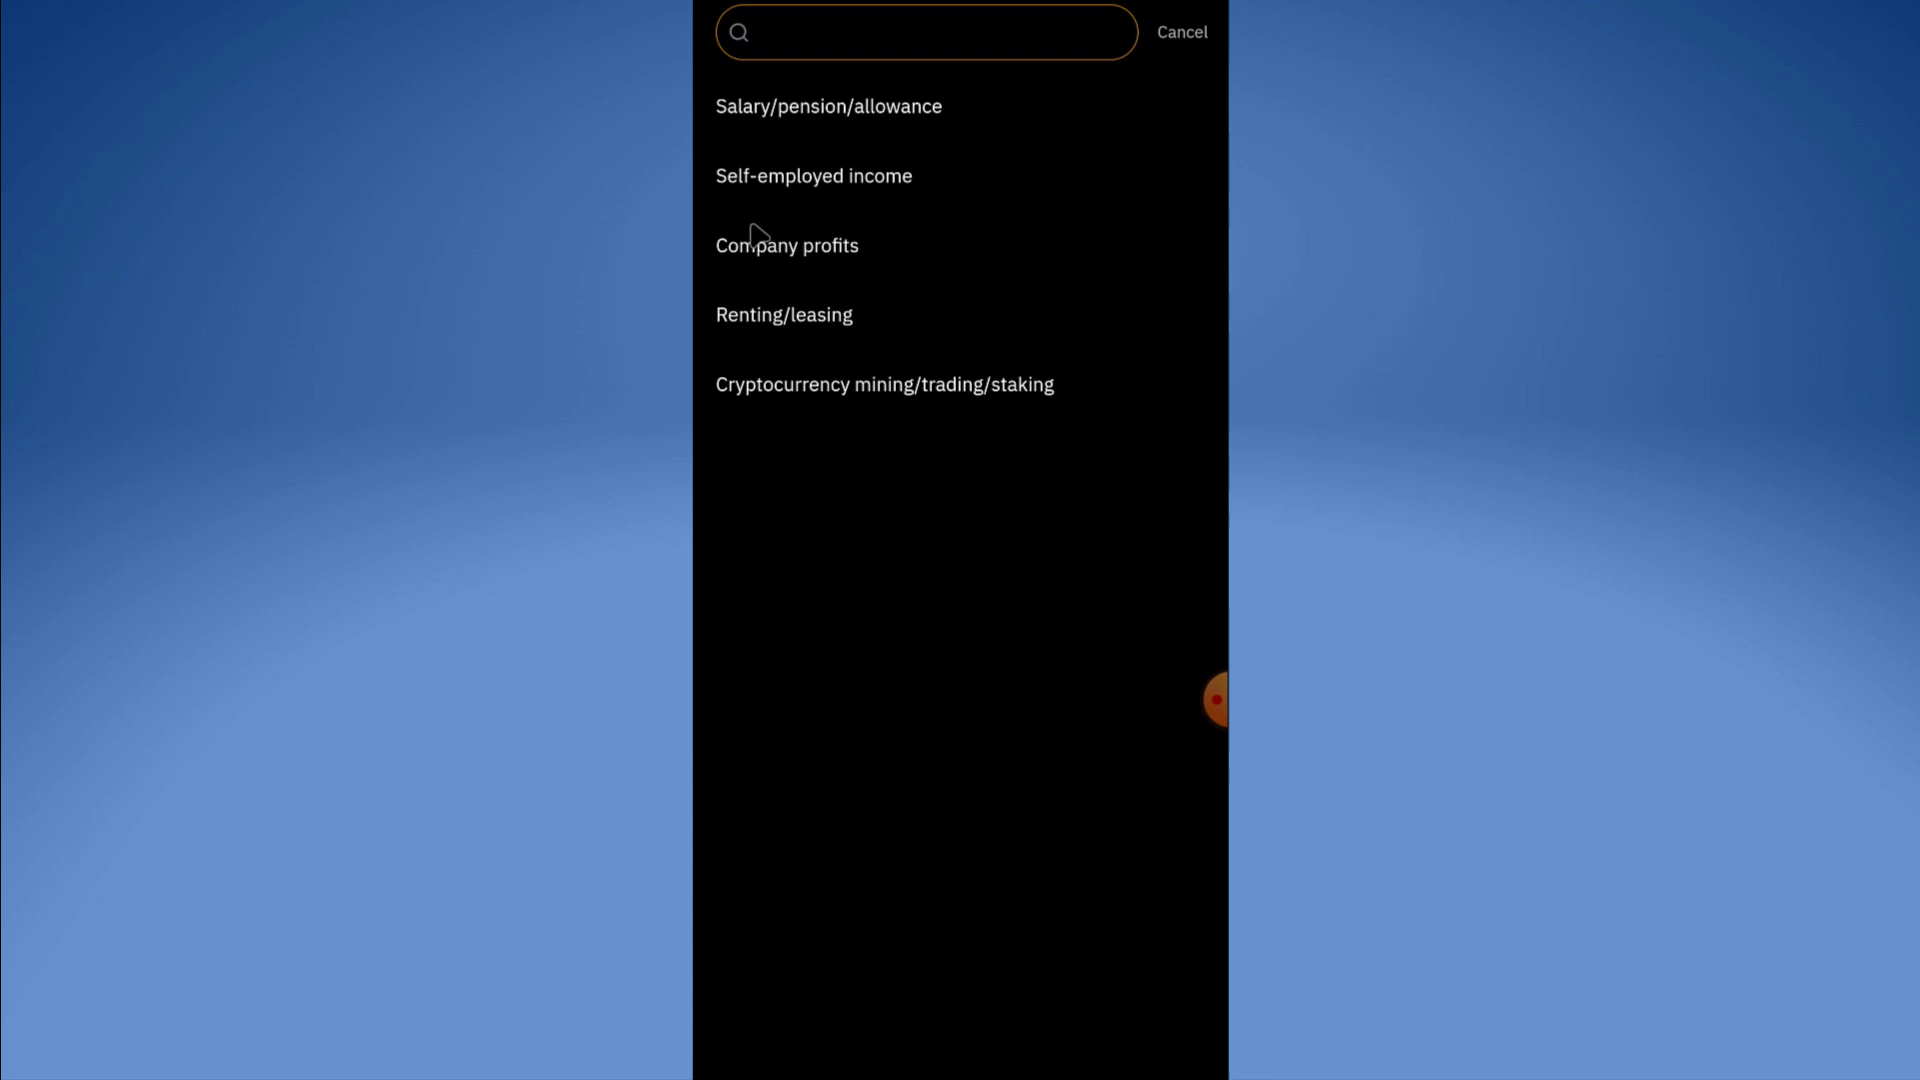 Cancel
Salary/pension/allowance
Self-employed income
Company profits
Renting/leasing
Cryptocurrency mining/trading/staking